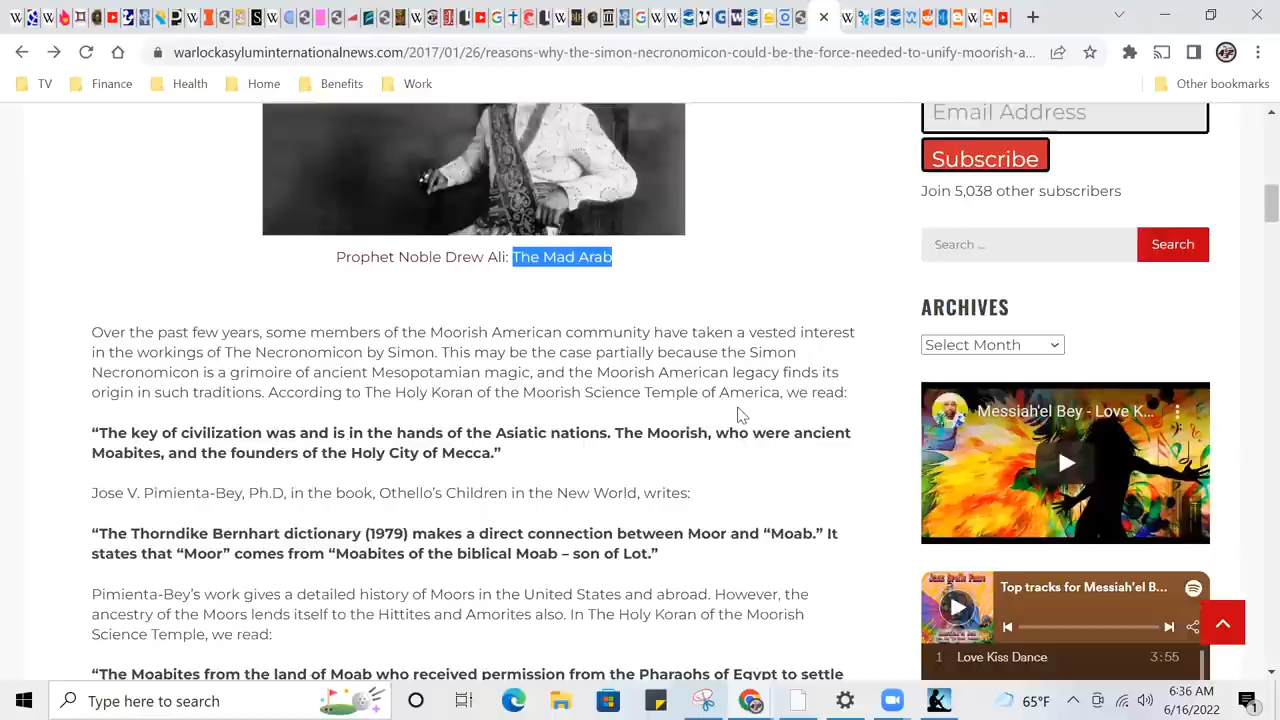 warlockasyluminternationalnews.com/2017/01/26/reasons-why-the-simon-necronomicon-could-be-the-force-needed-to-unify-moorish-a...
TV
Finance
Health
Home
Benefits
Work
Other bookmarks
Email Address
Subscribe
Join 5,038 other subscribers
Search ...
Search
Prophet Noble Drew Ali: The Mad Arab
ARCHIVES
Select Month
Over the past few years, some members of the Moorish American community have taken a vested interest
in the workings of The Necronomicon by Simon. This may be the case partially because the Simon
Necronomicon is a grimoire of ancient Mesopotamian magic, and the Moorish American legacy finds its
origin in such traditions. According to The Holy Koran of the Moorish Science Temple of America, we read:
“The key of civilization was and is in the hands of the Asiatic nations. The Moorish, who were ancient
Moabites, and the founders of the Holy City of Mecca.”
Jose V. Pimienta-Bey, Ph.D, in the book, Othello’s Children in the New World, writes:
“The Thorndike Bernhart dictionary (1979) makes a direct connection between Moor and “Moab.” It
states that “Moor” comes from “Moabites of the biblical Moab – son of Lot.”
Pimienta-Bey’s work gives a detailed history of Moors in the United States and abroad. However, the
ancestry of the Moors lends itself to the Hittites and Amorites also. In The Holy Koran of the Moorish
Science Temple, we read:
“The Moabites from the land of Moab who received permission from the Pharaohs of Egypt to settle
Messiah'el Bey - Love K...
Top tracks for Messiah'el B...
1 Love Kiss Dance 3:55
Type here to search
65°F
6:36 AM
6/16/2022
1